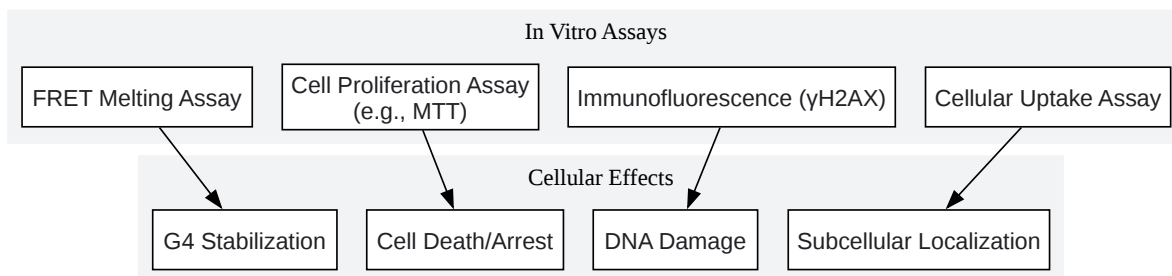 In Vitro Assays
FRET Melting Assay
Cell Proliferation Assay
(e.g., MTT)
Immunofluorescence (γH2AX)
Cellular Uptake Assay
Cellular Effects
G4 Stabilization
Cell Death/Arrest
DNA Damage
Subcellular Localization